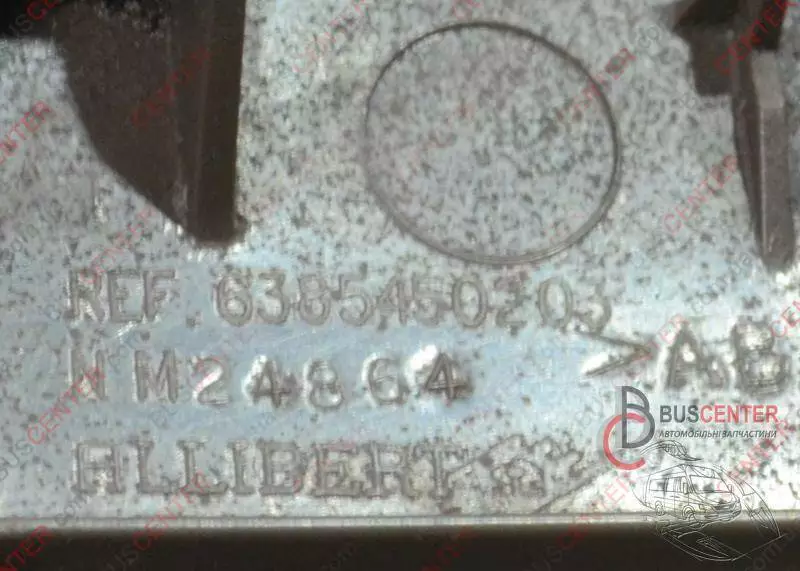 REF. 6385450203
N M24864
>AB
ALLIBERT
BUSCENTER
АВТОМОБІЛЬНІ ЗАПЧАСТИНИ